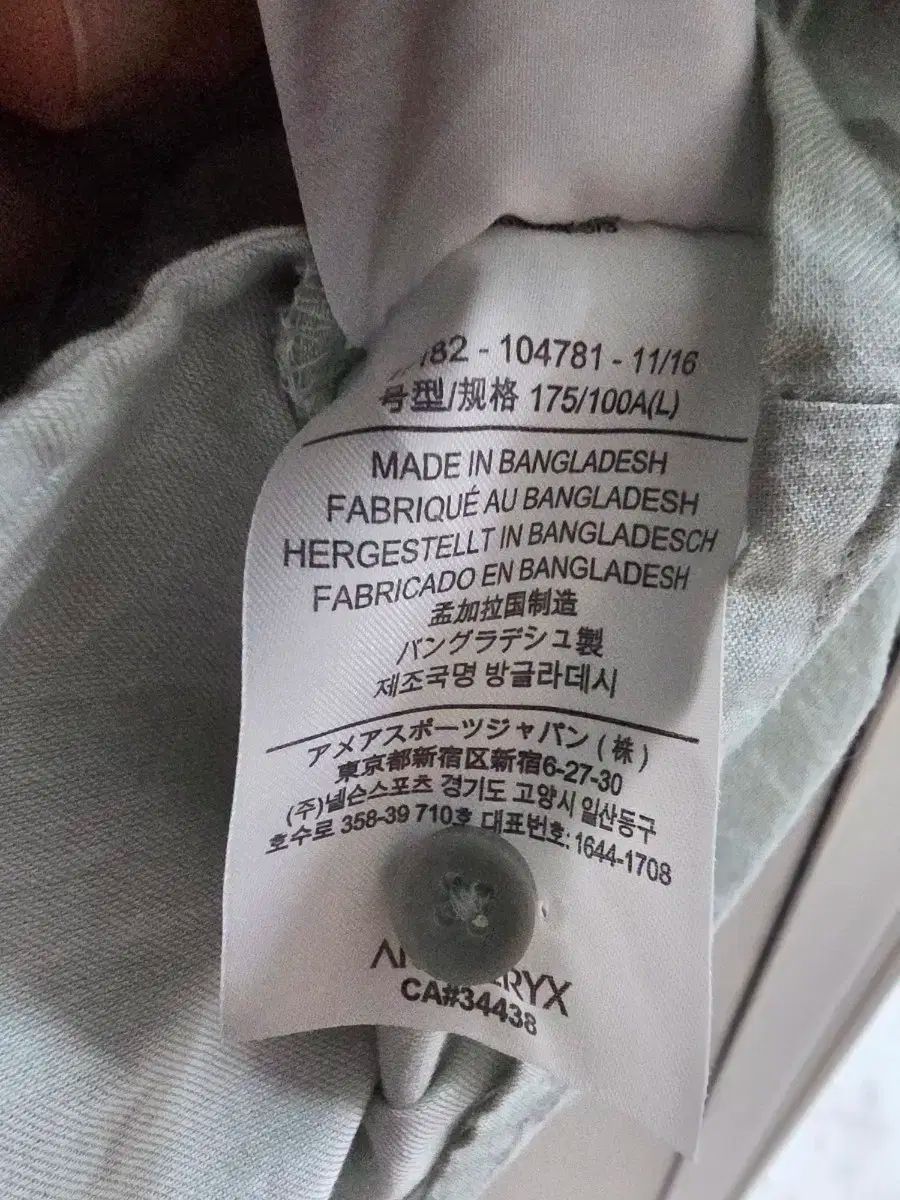 182 - 104781 - 11/16
号型/规格 175/100A(L)
MADE IN BANGLADESH
FABRIQUÉ AU BANGLADESH
HERGESTELLT IN BANGLADESCH
FABRICADO EN BANGLADESH
孟加拉国制造
バングラデシュ製
제조국명 방글라데시
アメアスポーツジャパン(株)
東京都新宿区新宿6-27-30
(주)넬슨스포츠 경기도 고양시 일산동구
호수로 358-39 710호 대표번호: 1644-1708
CA#34438